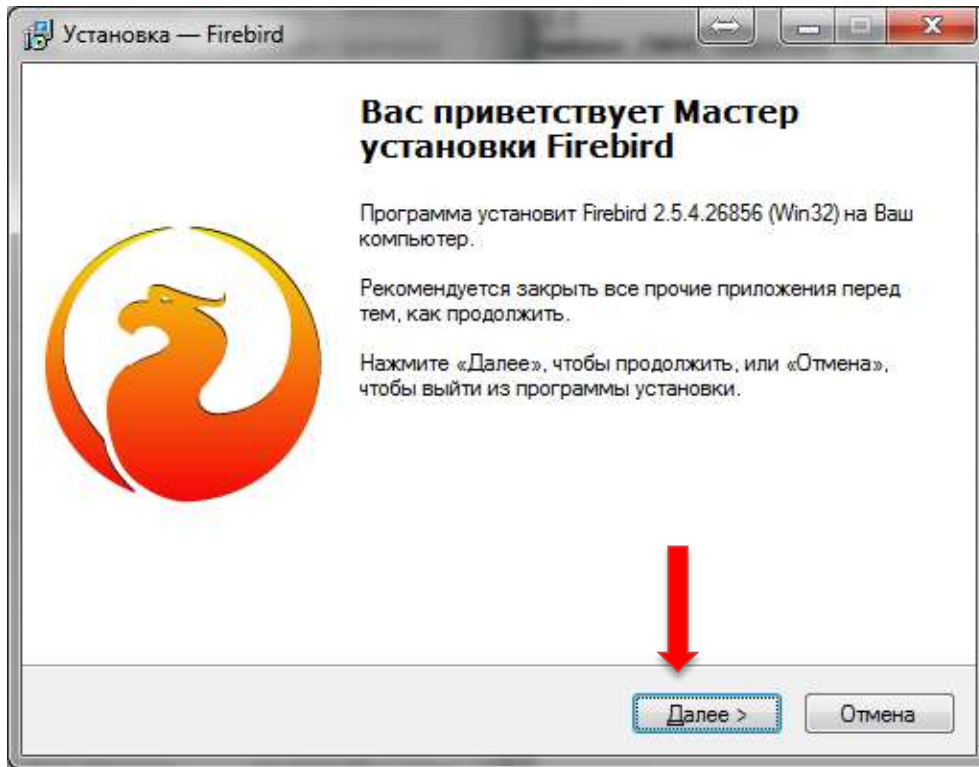 Установка — Firebird
Вас приветствует Мастер
установки Firebird
Программа установит Firebird 2.5.4.26856 (Win32) на Ваш
компьютер.
Рекомендуется закрыть все прочие приложения перед
тем, как продолжить.
Нажмите «Далее», чтобы продолжить, или «Отмена»,
чтобы выйти из программы установки.
Далее >
Отмена